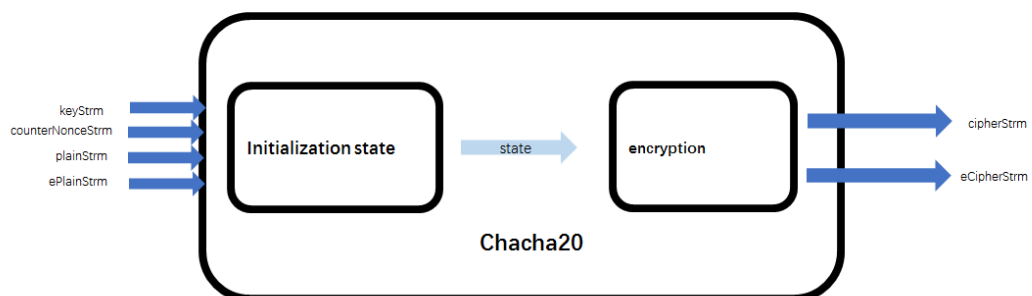 keyStrm
counterNonceStrm
plainStrm
ePlainStrm
Initialization state
state
encryption
cipherStrm
eCipherStrm
Chacha20